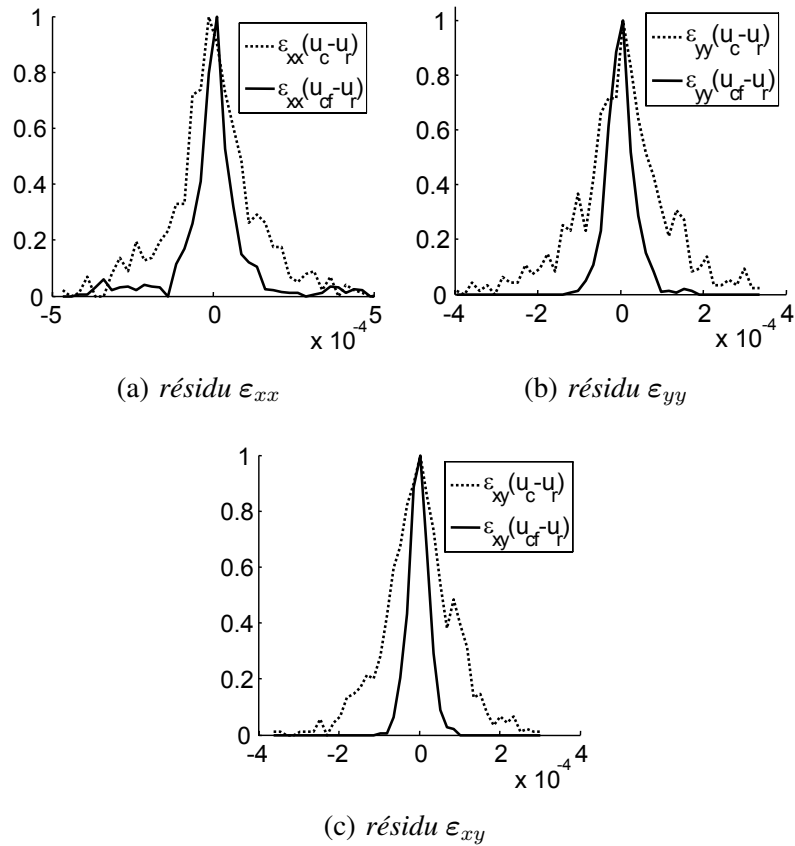 1
0.8
0.6
0.4
0.2
0
-5
0
5
x 10⁻⁴
ε_xx(u_c-u_r)
ε_xx(u_cf-u_r)
(a) résidu ε_xx
1
0.8
0.6
0.4
0.2
0
-4
-2
0
2
4
x 10⁻⁴
ε_yy(u_c-u_r)
ε_yy(u_cf-u_r)
(b) résidu ε_yy
1
0.8
0.6
0.4
0.2
0
-4
-2
0
2
4
x 10⁻⁴
ε_xy(u_c-u_r)
ε_xy(u_cf-u_r)
(c) résidu ε_xy